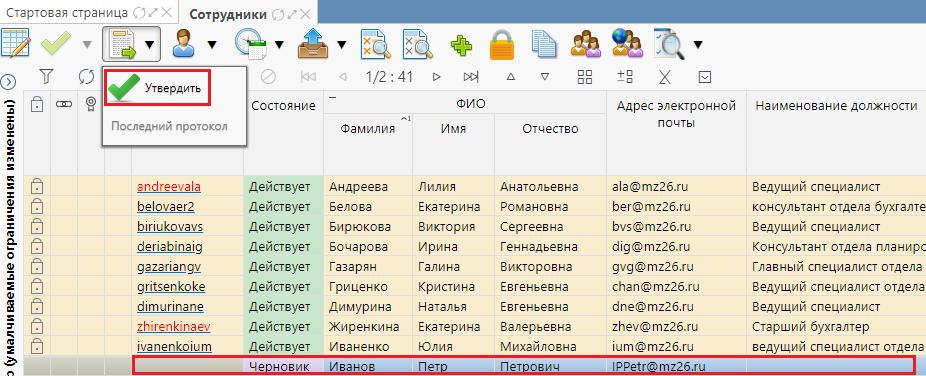 Стартовая страница Сотрудники
1/2 : 41
Утвердить
Последний протокол
Состояние ФИО Адрес электронной почты Наименование должности
Фамилия 1 Имя Отчество
о (умалчиваемые ограничения изменены)
andreevala Действует Андреева Лилия Анатольевна ala@mz26.ru Ведущий специалист
belovaer2 Действует Белова Екатерина Романовна ber@mz26.ru консультант отдела бухгалте
biriukovavs Действует Бирюкова Виктория Сергеевна bvs@mz26.ru Ведущий специалист
deriabinaig Действует Бочарова Ирина Геннадьевна dig@mz26.ru Консультант отдела планиро
gazariangv Действует Газарян Галина Викторовна gvg@mz26.ru Главный специалист отдела
gritsenkoke Действует Гриценко Кристина Евгеньевна chan@mz26.ru Ведущий специалист отдела
dimurinane Действует Димурина Наталья Евгеньевна dne@mz26.ru Ведущий специалист
zhirenkinaev Действует Жиренкина Екатерина Валерьевна zhev@mz26.ru Старший бухгалтер
ivanenkoium Действует Иваненко Юлия Михайловна ium@mz26.ru ведущий специалист отдела
Черновик Иванов Петр Петрович IPPetr@mz26.ru